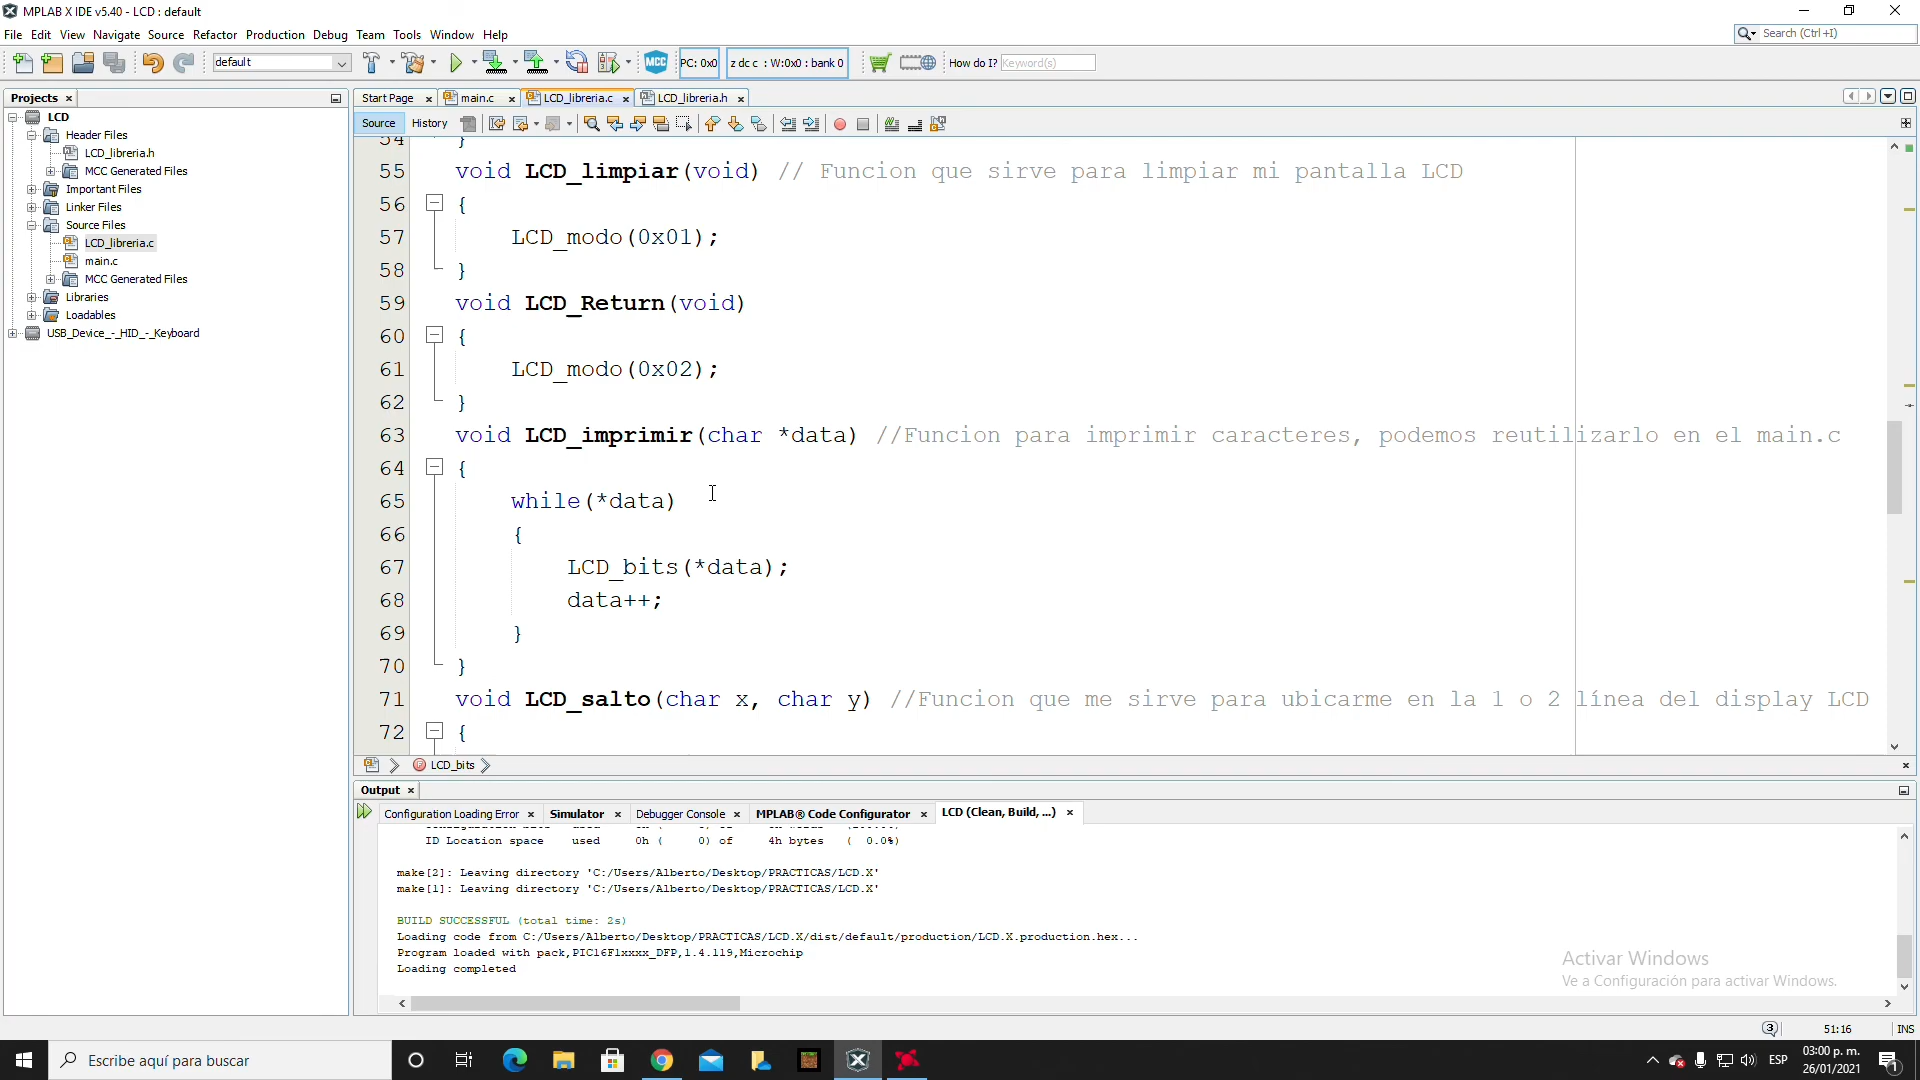 MPLAB X IDE v5.40 - LCD : default
File Edit View Navigate Source Refactor Production Debug Team Tools Window Help
Search (Ctrl+I)
default
MCC
PC: 0x0
z dc c : W:0x0 : bank 0
How do I?
Keyword(s)
Projects
LCD
Header Files
LCD_libreria.h
MCC Generated Files
Important Files
Linker Files
Source Files
LCD_libreria.c
main.c
MCC Generated Files
Libraries
Loadables
USB_Device_-_HID_-_Keyboard
Start Page main.c LCD_libreria.c LCD_libreria.h
Source History
54 }
55 void LCD_limpiar(void) // Funcion que sirve para limpiar mi pantalla LCD
56 {
57 LCD_modo(0x01);
58 }
59 void LCD_Return(void)
60 {
61 LCD_modo(0x02);
62 }
63 void LCD_imprimir(char *data) //Funcion para imprimir caracteres, podemos reutilizarlo en el main.c
64 {
65 while(*data)
66 {
67 LCD_bits(*data);
68 data++;
69 }
70 }
71 void LCD_salto(char x, char y) //Funcion que me sirve para ubicarme en la 1 o 2 línea del display LCD
72 {
LCD_bits
Output
Configuration Loading Error Simulator Debugger Console MPLAB® Code Configurator LCD (Clean, Build, ...)
ID Location space used 0h ( 0) of 4h bytes ( 0.0%)
make[2]: Leaving directory 'C:/Users/Alberto/Desktop/PRACTICAS/LCD.X'
make[1]: Leaving directory 'C:/Users/Alberto/Desktop/PRACTICAS/LCD.X'
BUILD SUCCESSFUL (total time: 2s)
Loading code from C:/Users/Alberto/Desktop/PRACTICAS/LCD.X/dist/default/production/LCD.X.production.hex...
Program loaded with pack,PIC16F1xxxx_DFP,1.4.119,Microchip
Loading completed
Activar Windows
Ve a Configuración para activar Windows.
3
51:16
INS
Escribe aquí para buscar
ESP
03:00 p. m.
26/01/2021
1